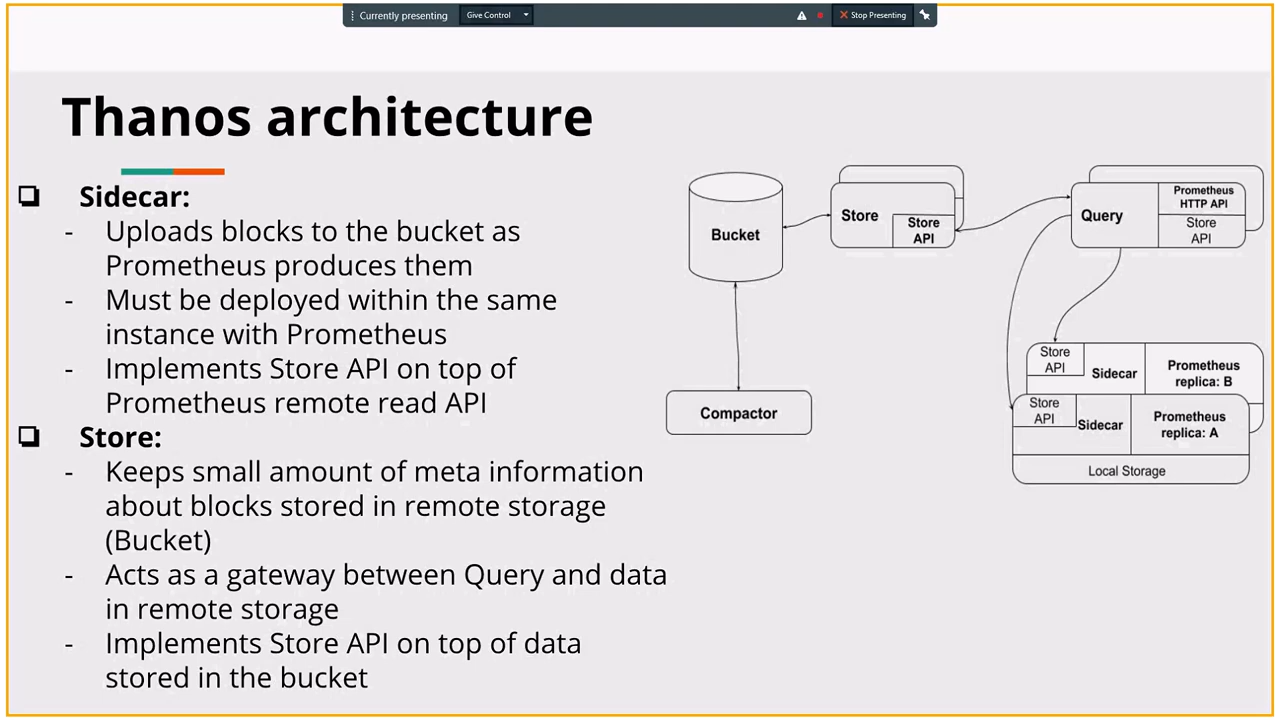 Currently presenting
Give Control
Stop Presenting
Thanos architecture
❏ Sidecar:
- Uploads blocks to the bucket as
Prometheus produces them
- Must be deployed within the same
instance with Prometheus
- Implements Store API on top of
Prometheus remote read API
❏ Store:
- Keeps small amount of meta information
about blocks stored in remote storage
(Bucket)
- Acts as a gateway between Query and data
in remote storage
- Implements Store API on top of data
stored in the bucket
Bucket
Store
Store
API
Query
Prometheus
HTTP API
Store
API
Compactor
Store
API
Sidecar
Prometheus
replica: B
Store
API
Sidecar
Prometheus
replica: A
Local Storage